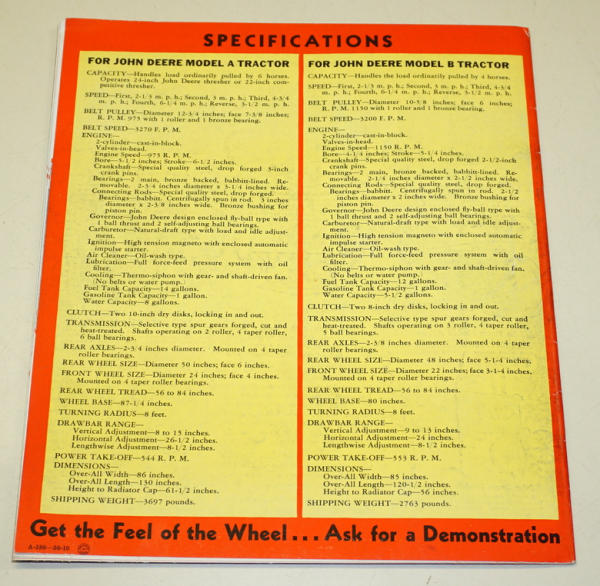 SPECIFICATIONS
FOR JOHN DEERE MODEL A TRACTOR
CAPACITY—Handles load ordinarily pulled by 6 horses.
Operates 24-inch John Deere thresher or 22-inch com-
petitive thresher.
SPEED—First, 2-1/3 m. p. h.; Second, 3 m. p. h.; Third, 4-3/4
m. p. h.; Fourth, 6-1/4 m. p. h.; Reverse, 3-1/2 m. p. h.
BELT PULLEY—Diameter 12-3/4 inches; face 7-3/8 inches;
R. P. M. 975 with 1 roller and 1 bronze bearing.
BELT SPEED—3270 F. P. M.
ENGINE—
2-cylinder—cast-in-block.
Valves-in-head.
Engine Speed—975 R. P. M.
Bore—5-1/2 inches; Stroke—6-1/2 inches.
Crankshaft—Special quality steel, drop forged 3-inch
crank pins.
Bearings—2 main, bronze backed, babbit-lined. Re-
movable. 2-3/4 inches diameter x 3-1/4 inches wide.
Connecting Rods—Special quality steel, drop forged.
Bearings—babbit. Centrifugally spun in rod. 3 inches
diameter x 2-3/8 inches wide. Bronze bushing for
piston pin.
Governor—John Deere design enclosed fly-ball type with
1 ball thrust and 2 self-adjusting ball bearings.
Carburetor—Natural-draft type with load and idle adjust-
ment.
Ignition—High tension magneto with enclosed automatic
impulse starter.
Air Cleaner—Oil-wash type.
Lubrication—Full force-feed pressure system with oil
filter.
Cooling—Thermo-siphon with gear- and shaft-driven fan.
(No belts or water pump.)
Fuel Tank Capacity—14 gallons.
Gasoline Tank Capacity—1 gallon.
Water Capacity—8 gallons.
CLUTCH—Two 10-inch dry disks, locking in and out.
TRANSMISSION—Selective type spur gears forged, cut and
heat-treated. Shafts operating on 2 roller, 4 taper roller,
6 ball bearings.
REAR AXLES—2-3/4 inches diameter. Mounted on 4 taper
roller bearings.
REAR WHEEL SIZE—Diameter 50 inches; face 6 inches.
FRONT WHEEL SIZE—Diameter 24 inches; face 4 inches.
Mounted on 4 taper roller bearings.
REAR WHEEL TREAD—56 to 84 inches.
WHEEL BASE—87-1/4 inches.
TURNING RADIUS—8 feet.
DRAWBAR RANGE—
Vertical Adjustment—8 to 15 inches.
Horizontal Adjustment—26-1/2 inches.
Lengthwise Adjustment—8-1/2 inches.
POWER TAKE-OFF—544 R. P. M.
DIMENSIONS—
Over-All Width—86 inches.
Over-All Length—130 inches.
Height to Radiator Cap—61-1/2 inches.
SHIPPING WEIGHT—3697 pounds.
FOR JOHN DEERE MODEL B TRACTOR
CAPACITY—Handles the load ordinarily pulled by 4 horses.
SPEED—First, 2-1/3 m. p. h.; Second, 3 m. p. h.; Third, 4-3/4
m. p. h.; Fourth, 6-1/4 m. p. h.; Reverse, 3-1/2 m. p. h.
BELT PULLEY—Diameter 10-5/8 inches; face 6 inches;
R. P. M. 1150 with 1 roller and 1 bronze bearing.
BELT SPEED—3200 F. P. M.
ENGINE—
2-cylinder—cast-in-block.
Valves-in-head.
Engine Speed—1150 R. P. M.
Bore—4-1/4 inches; Stroke—5-1/4 inches.
Crankshaft—Special quality steel, drop forged 2-1/2-inch
crank pins.
Bearings—2 main, bronze backed, babbit-lined. Re-
movable. 2-1/4 inches diameter x 2-1/2 inches wide.
Connecting Rods—Special quality steel, drop forged.
Bearings—babbit. Centrifugally spun in rod. 2-1/2
inches diameter x 2 inches wide. Bronze bushing for
piston pin.
Governor—John Deere design enclosed fly-ball type with
1 ball thrust and 2 self-adjusting ball bearings.
Carburetor—Natural-draft type with load and idle adjust-
ment.
Ignition—High tension magneto with enclosed automatic
impulse starter.
Air Cleaner—Oil-wash type.
Lubrication—Full force-feed pressure system with oil
filter.
Cooling—Thermo-siphon with gear- and shaft-driven fan.
(No belts or water pump.)
Fuel Tank Capacity—12 gallons.
Gasoline Tank Capacity—1 gallon.
Water Capacity—5-1/2 gallons.
CLUTCH—Two 8-inch dry disks, locking in and out.
TRANSMISSION—Selective type spur gears forged, cut and
heat-treated. Shafts operating on 3 roller, 4 taper roller,
5 ball bearings.
REAR AXLES—2-3/8 inches diameter. Mounted on 4 taper
roller bearings.
REAR WHEEL SIZE—Diameter 48 inches; face 5-1-4 inches.
FRONT WHEEL SIZE—Diameter 22 inches; face 3-1-4 inches.
Mounted on 4 taper roller bearings.
REAR WHEEL TREAD—56 to 84 inches.
WHEEL BASE—80 inches.
TURNING RADIUS—8 feet.
DRAWBAR RANGE—
Vertical Adjustment—9 to 13 inches.
Horizontal Adjustment—24 inches.
Lengthwise Adjustment—8-1/2 inches.
POWER TAKE-OFF—553 R. P. M.
DIMENSIONS—
Over-All Width—85 inches.
Over-All Length—120-1/2 inches.
Height to Radiator Cap—56 inches.
SHIPPING WEIGHT—2763 pounds.
Get the Feel of the Wheel... Ask for a Demonstration